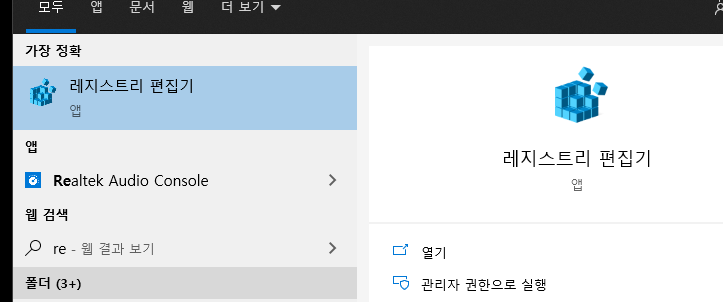 모두 앱 문서 웹 더 보기
가장 정확
레지스트리 편집기
앱
앱
Realtek Audio Console
웹 검색
re - 웹 결과 보기
폴더 (3+)
레지스트리 편집기
앱
열기
관리자 권한으로 실행